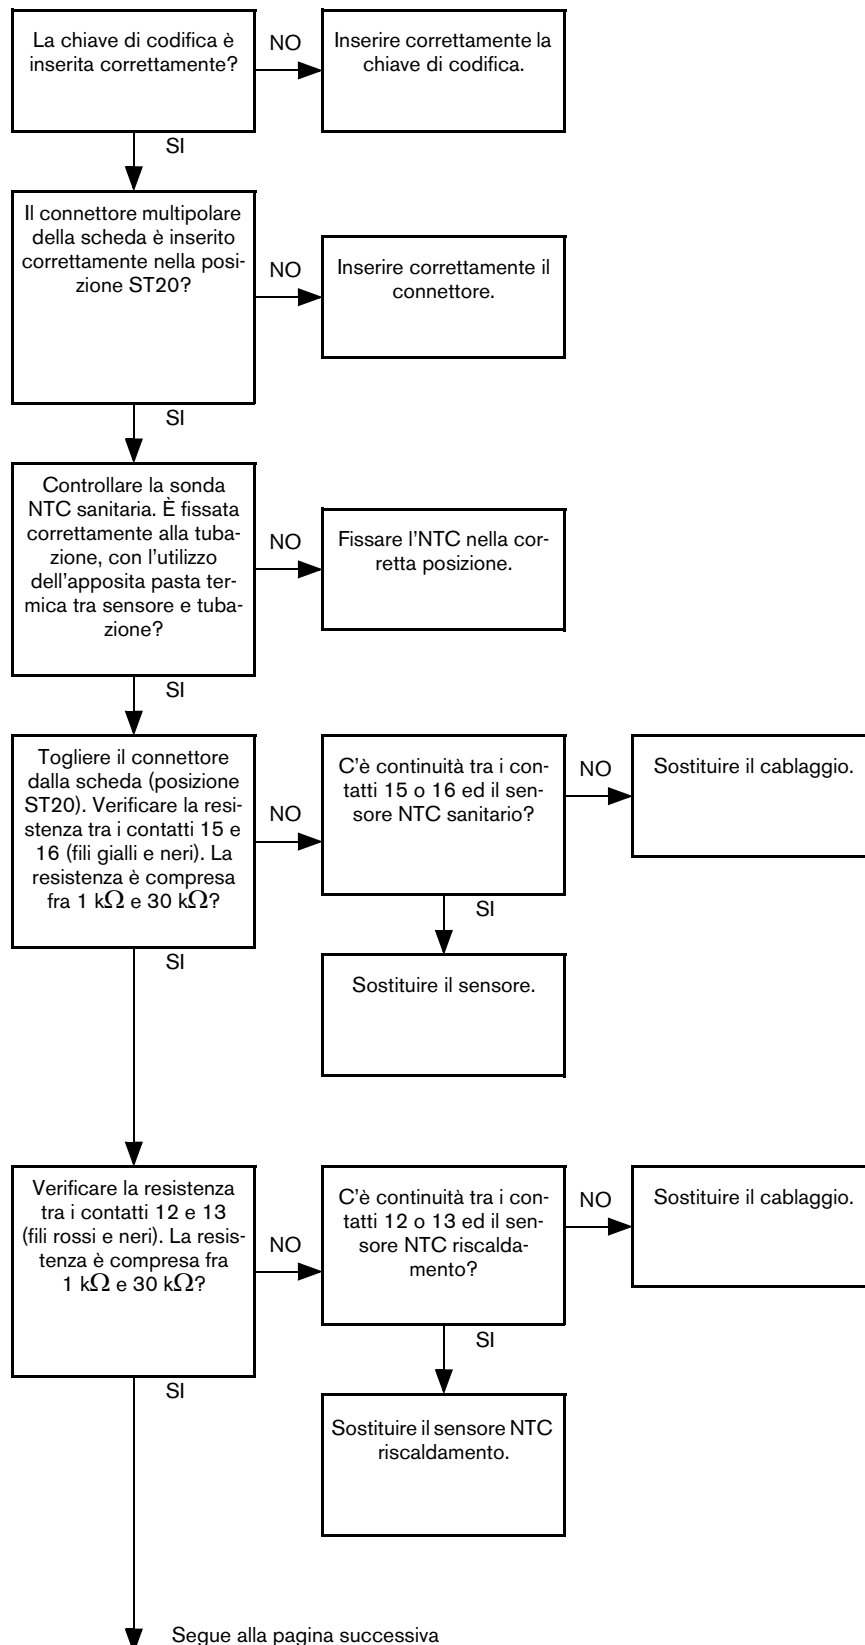 La chiave di codifica è
inserita correttamente?
NO
Inserire correttamente la
chiave di codifica.
SI
Il connettore multipolare
della scheda è inserito
correttamente nella posi-
zione ST20?
NO
Inserire correttamente il
connettore.
SI
Controllare la sonda
NTC sanitaria. È fissata
correttamente alla tuba-
zione, con l'utilizzo
dell'apposita pasta ter-
mica tra sensore e tuba-
zione?
NO
Fissare l'NTC nella cor-
retta posizione.
SI
Togliere il connettore
dalla scheda (posizione
ST20). Verificare la resi-
stenza tra i contatti 15 e
16 (fili gialli e neri). La
resistenza è compresa
fra 1 kΩ e 30 kΩ?
NO
C'è continuità tra i con-
tatti 15 o 16 ed il sen-
sore NTC sanitario?
NO
Sostituire il cablaggio.
SI
Sostituire il sensore.
SI
Verificare la resistenza
tra i contatti 12 e 13
(fili rossi e neri). La resis-
tenza è compresa fra
1 kΩ e 30 kΩ?
NO
C'è continuità tra i con-
tatti 12 o 13 ed il sen-
sore NTC riscalda-
mento?
NO
Sostituire il cablaggio.
SI
Sostituire il sensore NTC
riscaldamento.
SI
Segue alla pagina successiva